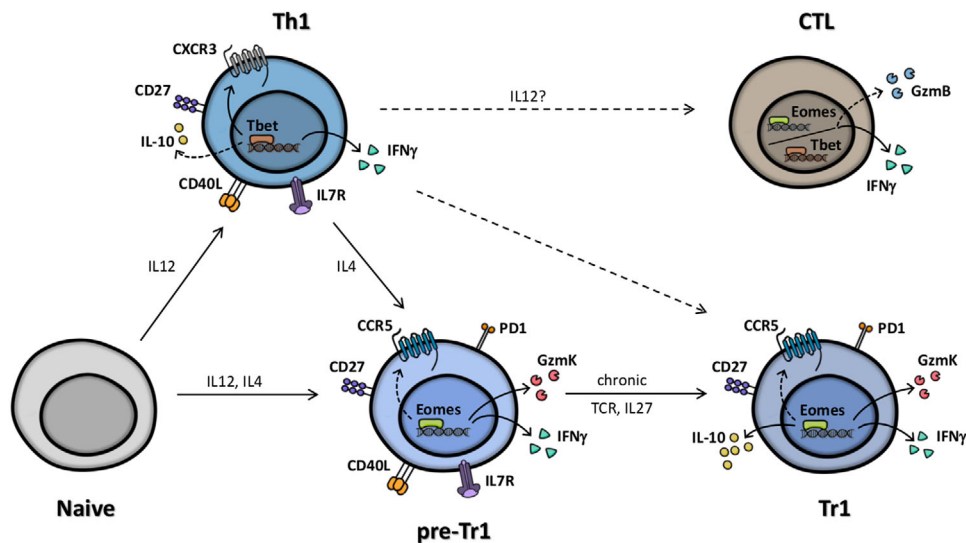 Th1
CTL
CXCR3
CD27
IL-10
Tbet
IFNγ
CD40L
IL7R
IL12?
Eomes
Tbet
GzmB
IFNγ
IL12
IL4
Naive
IL12, IL4
CCR5
PD1
CD27
GzmK
Eomes
IFNγ
CD40L
IL7R
pre-Tr1
chronic
TCR, IL27
CCR5
PD1
CD27
GzmK
Eomes
IL-10
IFNγ
Tr1